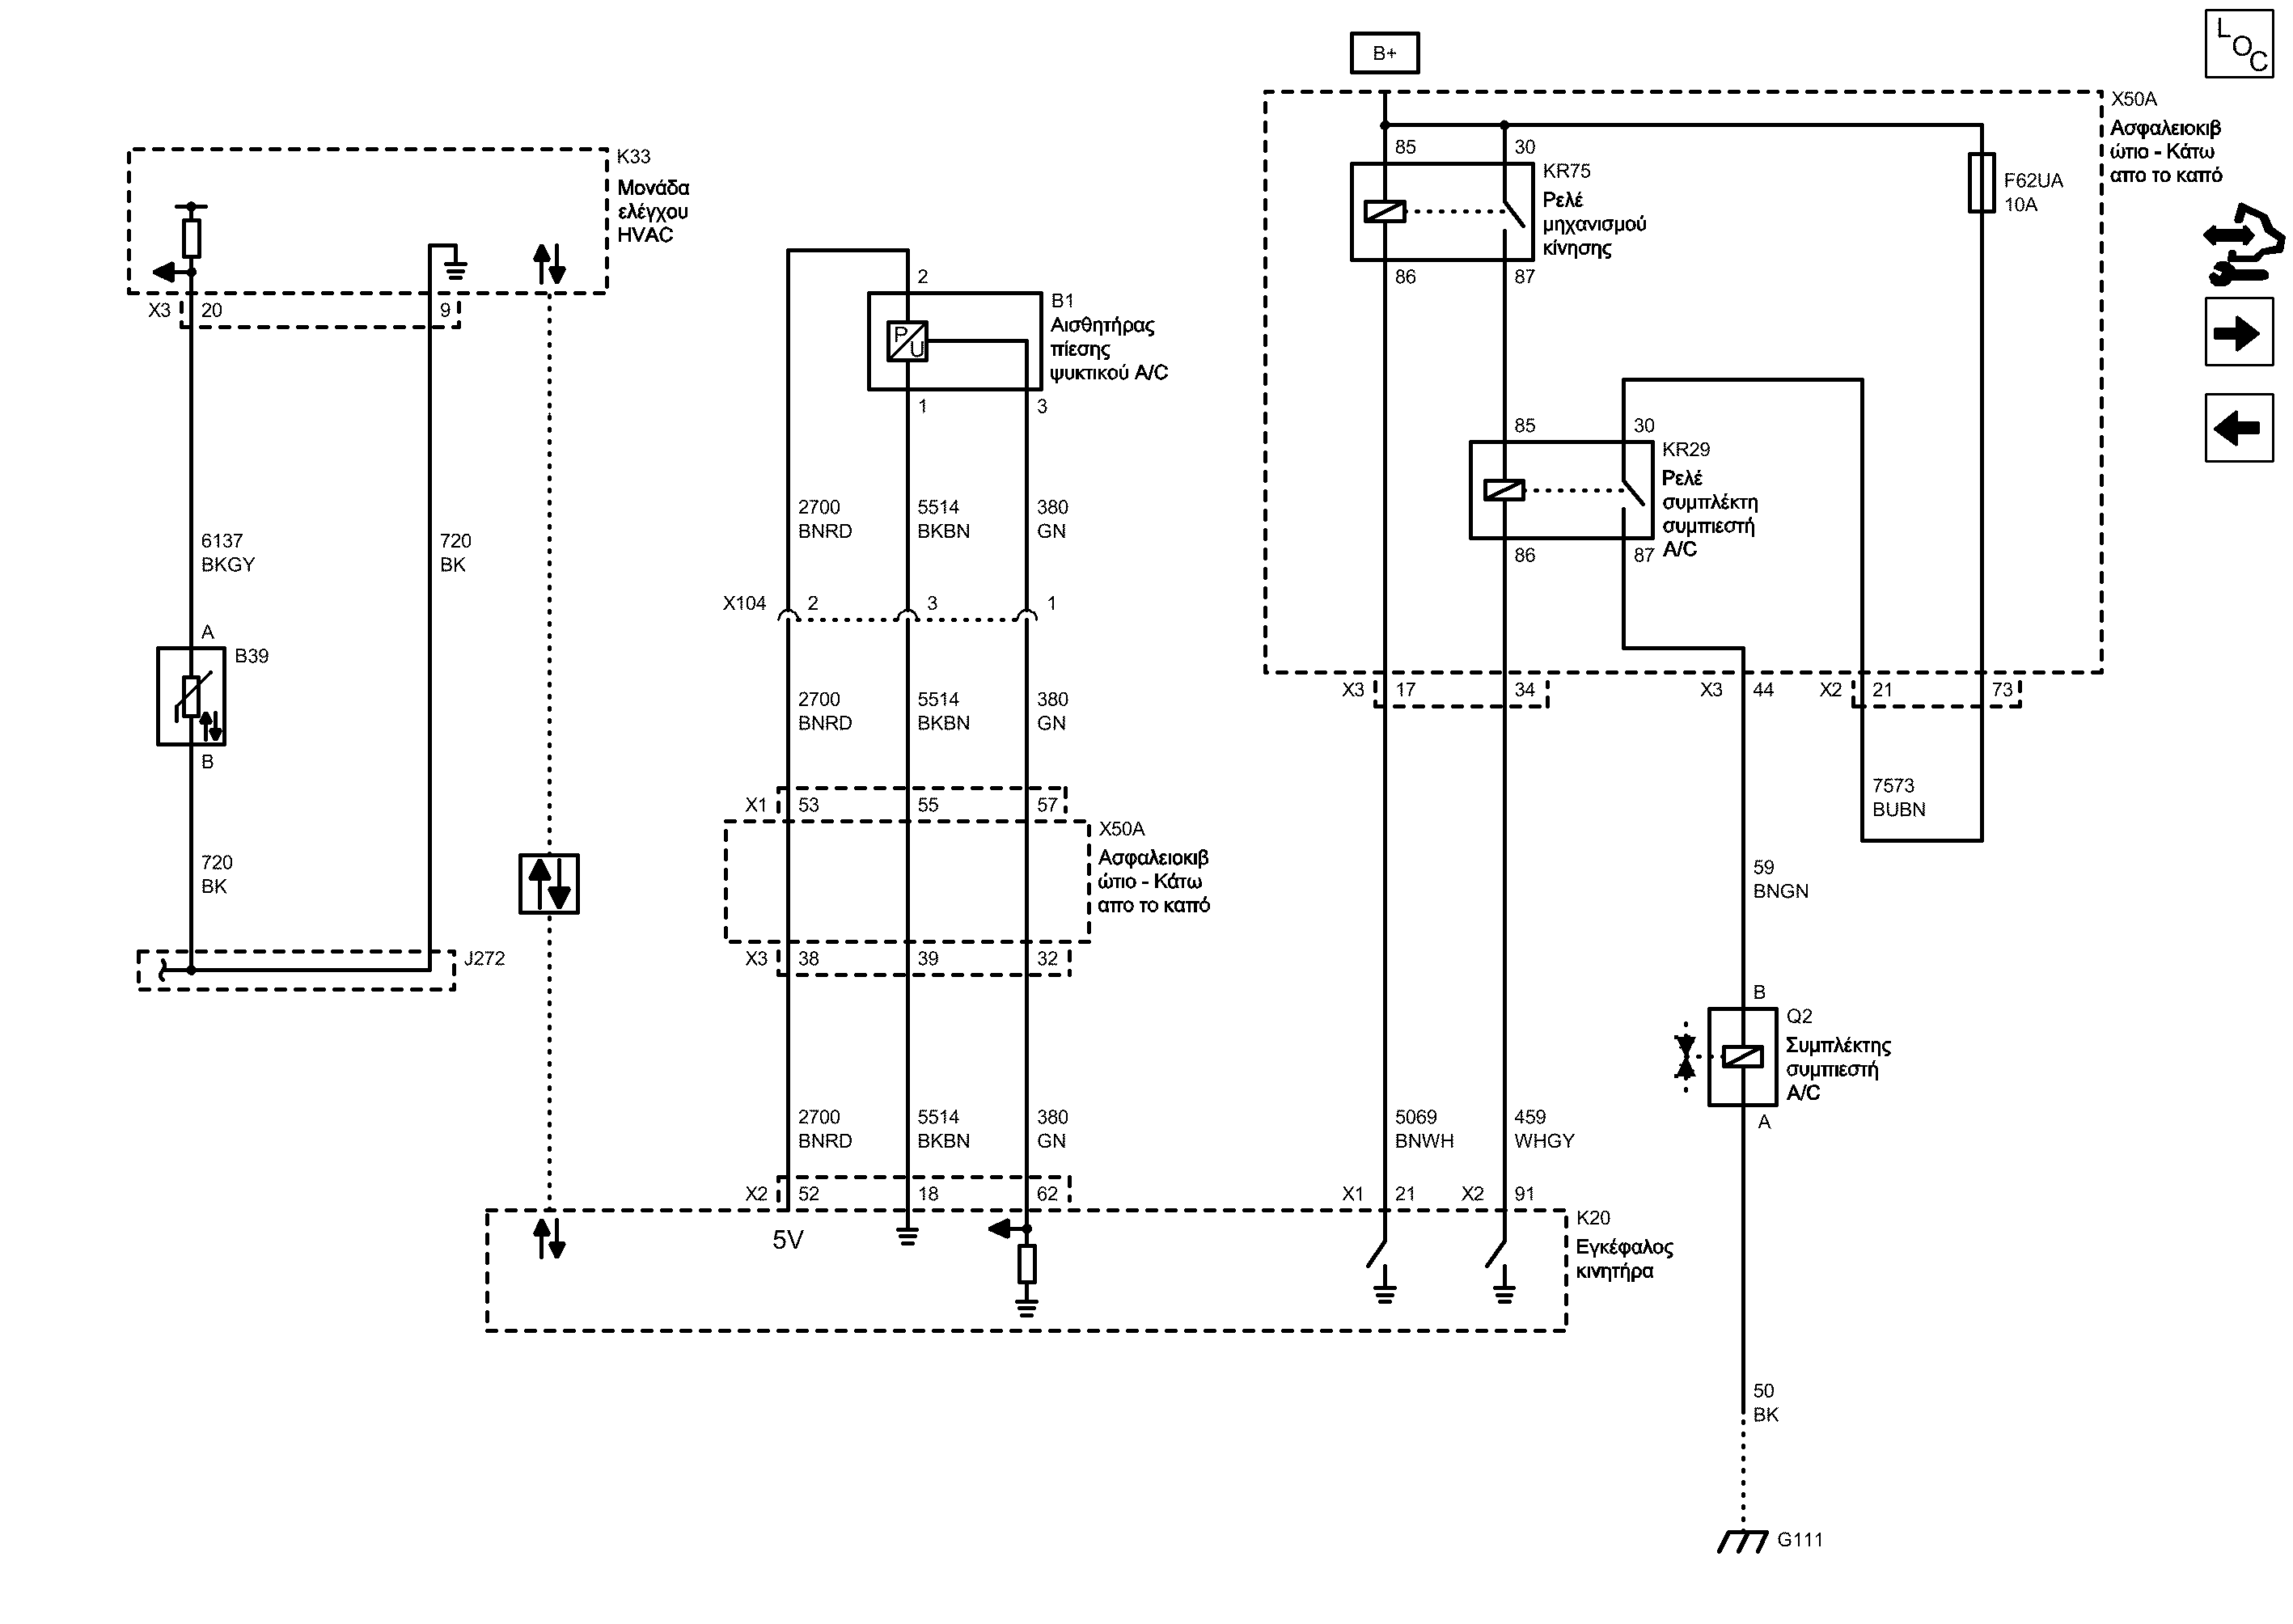 B+
L
O
C
X50A
Ασφαλειοκιβ
ώτιο - Κάτω
απο το καπό
85
30
KR75
Ρελέ
μηχανισμού
κίνησης
86
87
F62UA
10A
K33
Μονάδα
ελέγχου
HVAC
X3
20
9
2
B1
Αισθητήρας
πίεσης
ψυκτικού A/C
P
U
1
3
85
30
KR29
Ρελέ
συμπλέκτη
συμπιεστή
A/C
86
87
6137
BKGY
720
BK
2700
BNRD
5514
BKBN
380
GN
X104
2
3
1
A
B39
B
2700
BNRD
5514
BKBN
380
GN
X3
17
34
X3
44
X2
21
73
7573
BUBN
X1
53
55
57
X50A
Ασφαλειοκιβ
ώτιο - Κάτω
απο το καπό
X3
38
39
32
720
BK
J272
59
BNGN
B
Q2
Συμπλέκτης
συμπιεστή
A/C
A
2700
BNRD
5514
BKBN
380
GN
5069
BNWH
459
WHGY
X2
52
18
62
X1
21
X2
91
5V
K20
Εγκέφαλος
κινητήρα
50
BK
G111